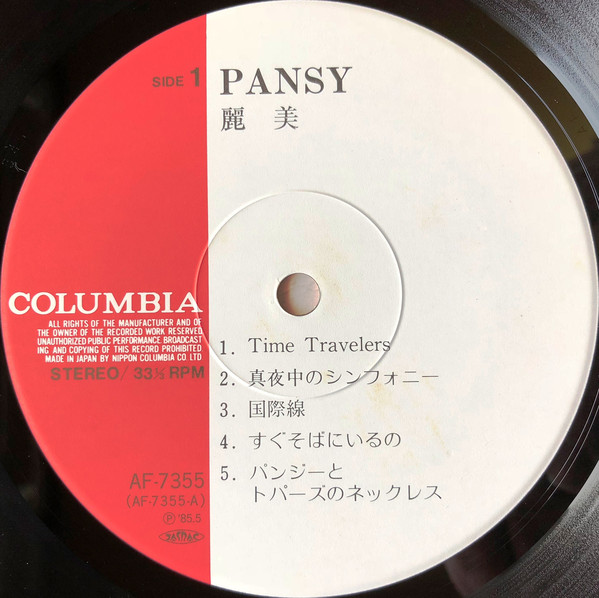 SIDE 1
PANSY
麗美
COLUMBIA
ALL RIGHTS OF THE MANUFACTURER AND OF
THE OWNER OF THE RECORDED WORK RESERVED
UNAUTHORIZED PUBLIC PERFORMANCE BROADCAST
ING AND COPYING OF THIS RECORD PROHIBITED
MADE IN JAPAN BY NIPPON COLUMBIA CO. LTD
STEREO/33⅓ RPM
1. Time Travelers
2. 真夜中のシンフォニー
3. 国際線
4. すぐそばにいるの
5. パンジーと
トパーズのネックレス
AF-7355
(AF-7355-A)
Ⓟ '85.5